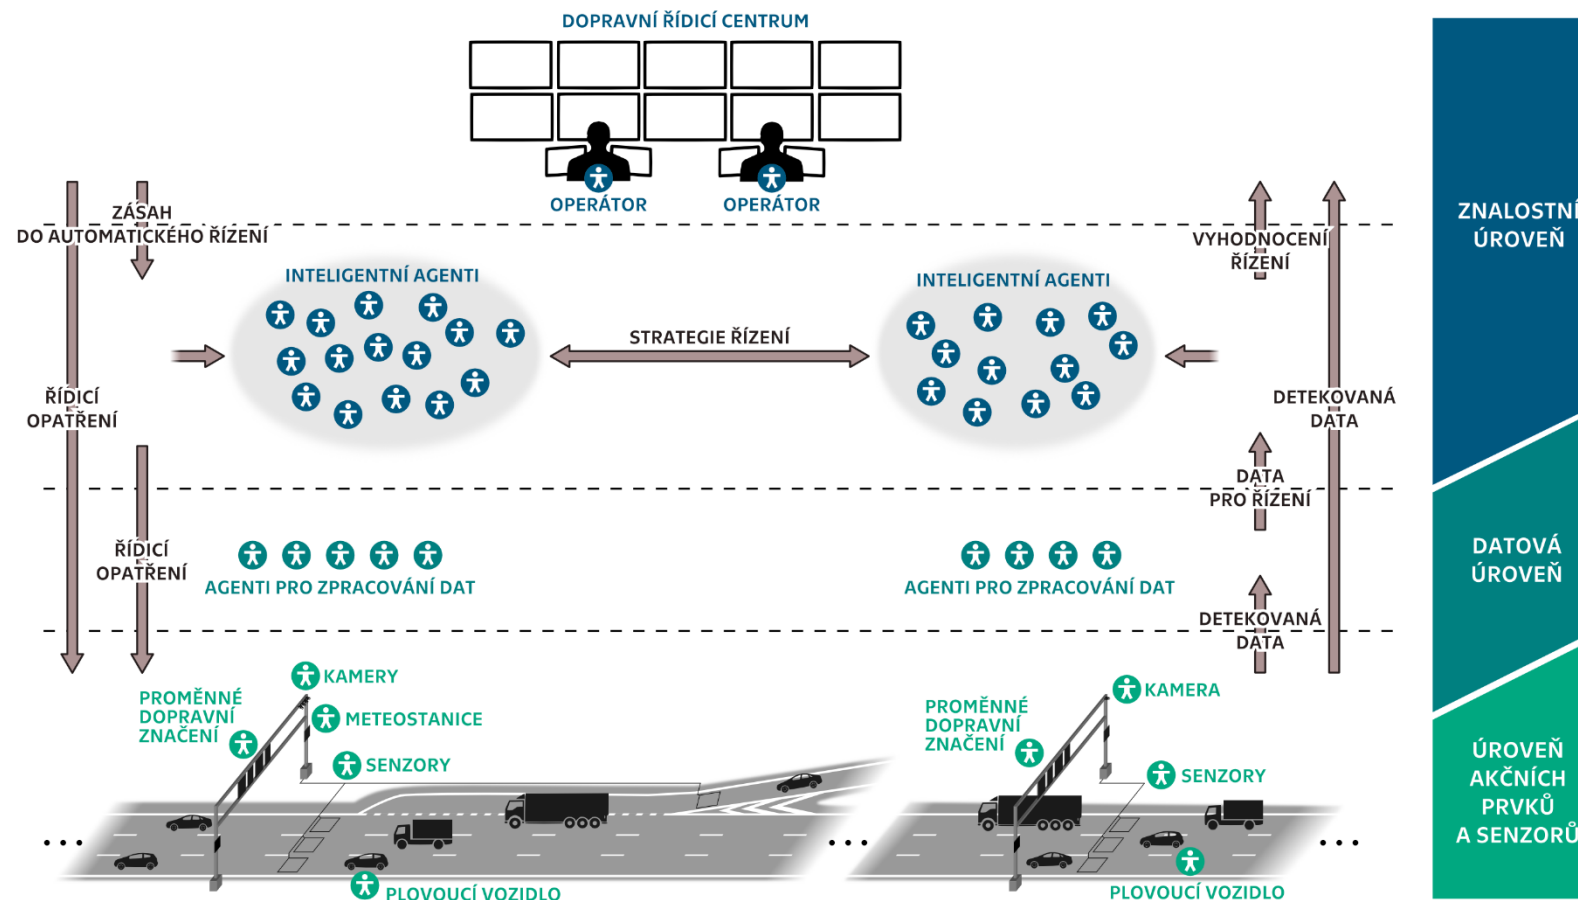 DOPRAVNÍ ŘÍDICÍ CENTRUM
OPERÁTOR
OPERÁTOR
ZÁSAH
DO AUTOMATICKÉHO ŘÍZENÍ
VYHODNOCENÍ
ŘÍZENÍ
ZNALOSTNÍ
ÚROVEŇ
INTELIGENTNÍ AGENTI
INTELIGENTNÍ AGENTI
STRATEGIE ŘÍZENÍ
ŘÍDICÍ
OPATŘENÍ
DETEKOVANÁ
DATA
DATA
PRO ŘÍZENÍ
ŘÍDICÍ
OPATŘENÍ
AGENTI PRO ZPRACOVÁNÍ DAT
AGENTI PRO ZPRACOVÁNÍ DAT
DATOVÁ
ÚROVEŇ
DETEKOVANÁ
DATA
KAMERY
PROMĚNNÉ
DOPRAVNÍ
ZNAČENÍ
METEOSTANICE
SENZORY
KAMERA
PROMĚNNÉ
DOPRAVNÍ
ZNAČENÍ
SENZORY
ÚROVEŇ
AKČNÍCH
PRVKŮ
A SENZORŮ
PLOVOUCÍ VOZIDLO
PLOVOUCÍ VOZIDLO